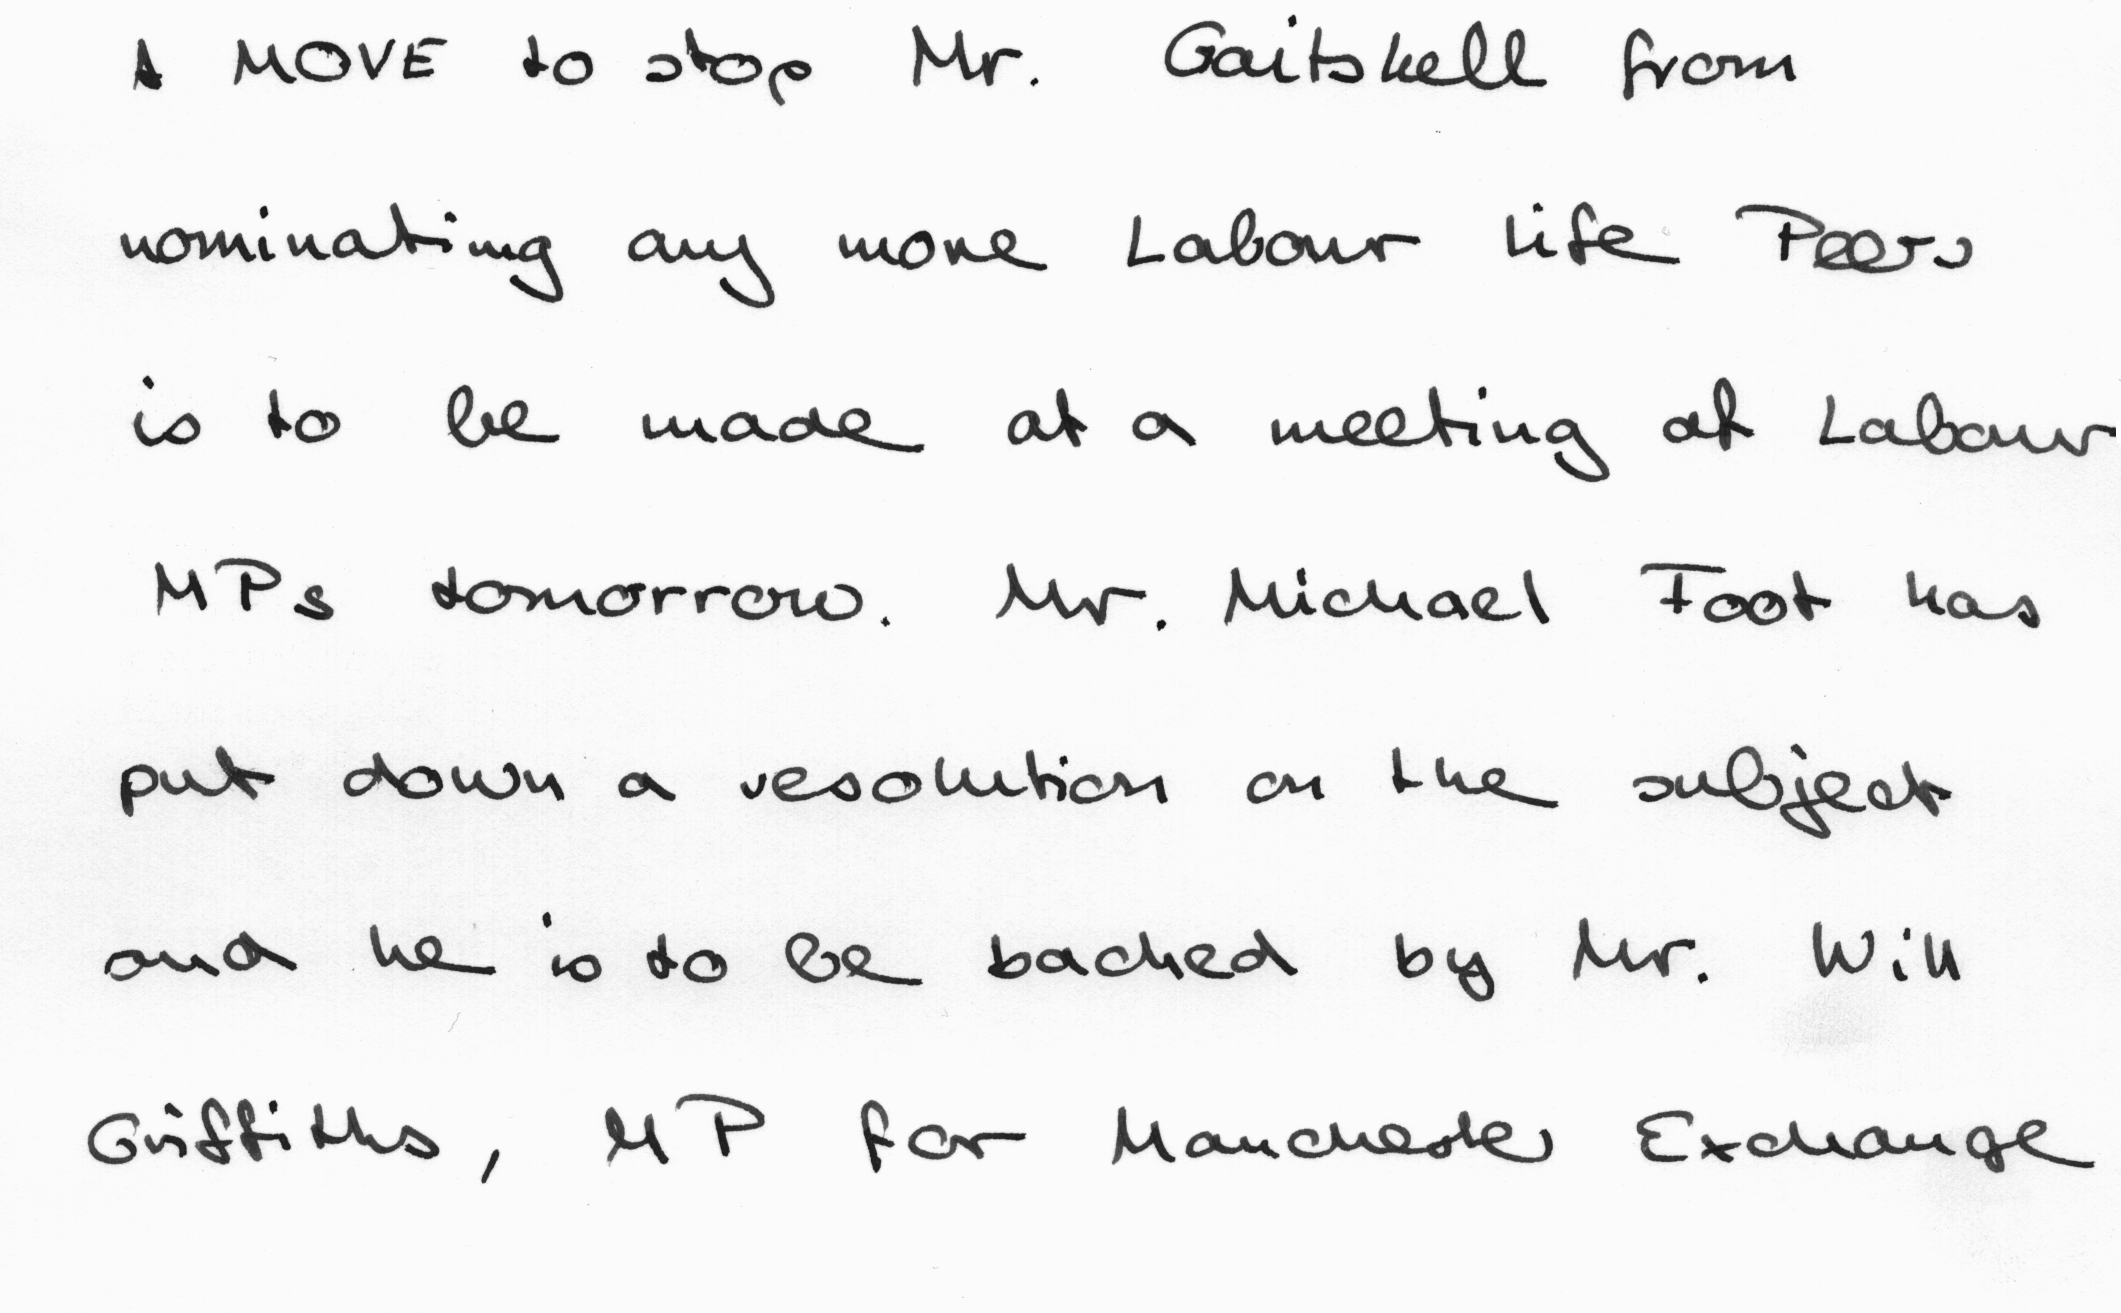 A MOVE to stop Mr. Gaitskell from
nominating any more Labour life Peers
is to be made at a meeting of Labour
MPs tomorrow. Mr. Michael Foot has
put down a resolution on the subject
and he is to be backed by Mr. Will
Griffiths, MP for Manchester Exchange